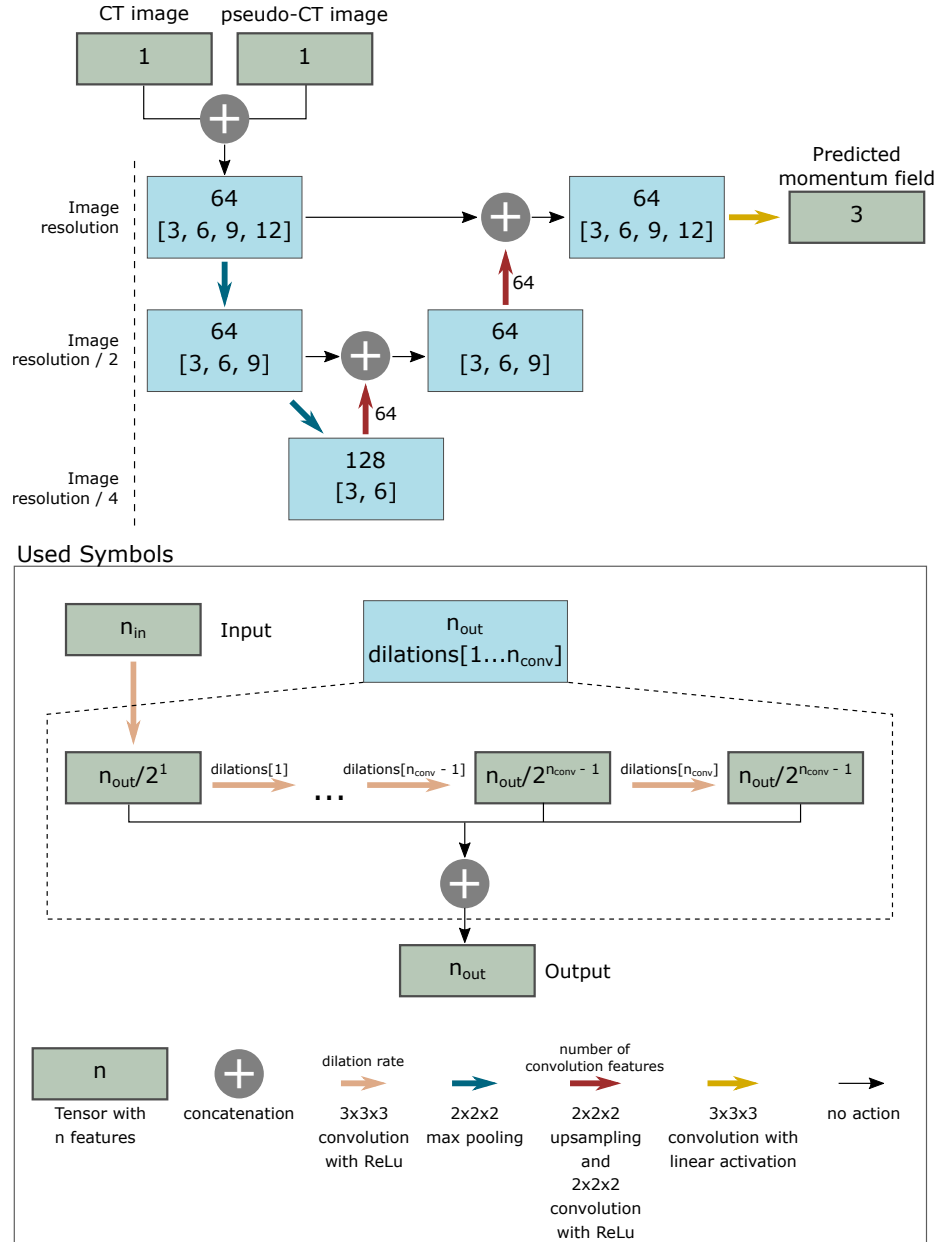 CT image
pseudo-CT image
1
1
Predicted
momentum field
Image
resolution
64
[3, 6, 9, 12]
64
[3, 6, 9, 12]
3
64
Image
resolution / 2
64
[3, 6, 9]
64
[3, 6, 9]
64
Image
resolution / 4
128
[3, 6]
Used Symbols
n_in
Input
n_out
dilations[1...n_conv]
n_out/2^1
dilations[1]
...
dilations[n_conv - 1]
n_out/2^(n_conv - 1)
dilations[n_conv]
n_out/2^(n_conv - 1)
n_out
Output
n
Tensor with
n features
concatenation
dilation rate
3x3x3
convolution
with ReLu
2x2x2
max pooling
number of
convolution features
2x2x2
upsampling
and
2x2x2
convolution
with ReLu
3x3x3
convolution with
linear activation
no action